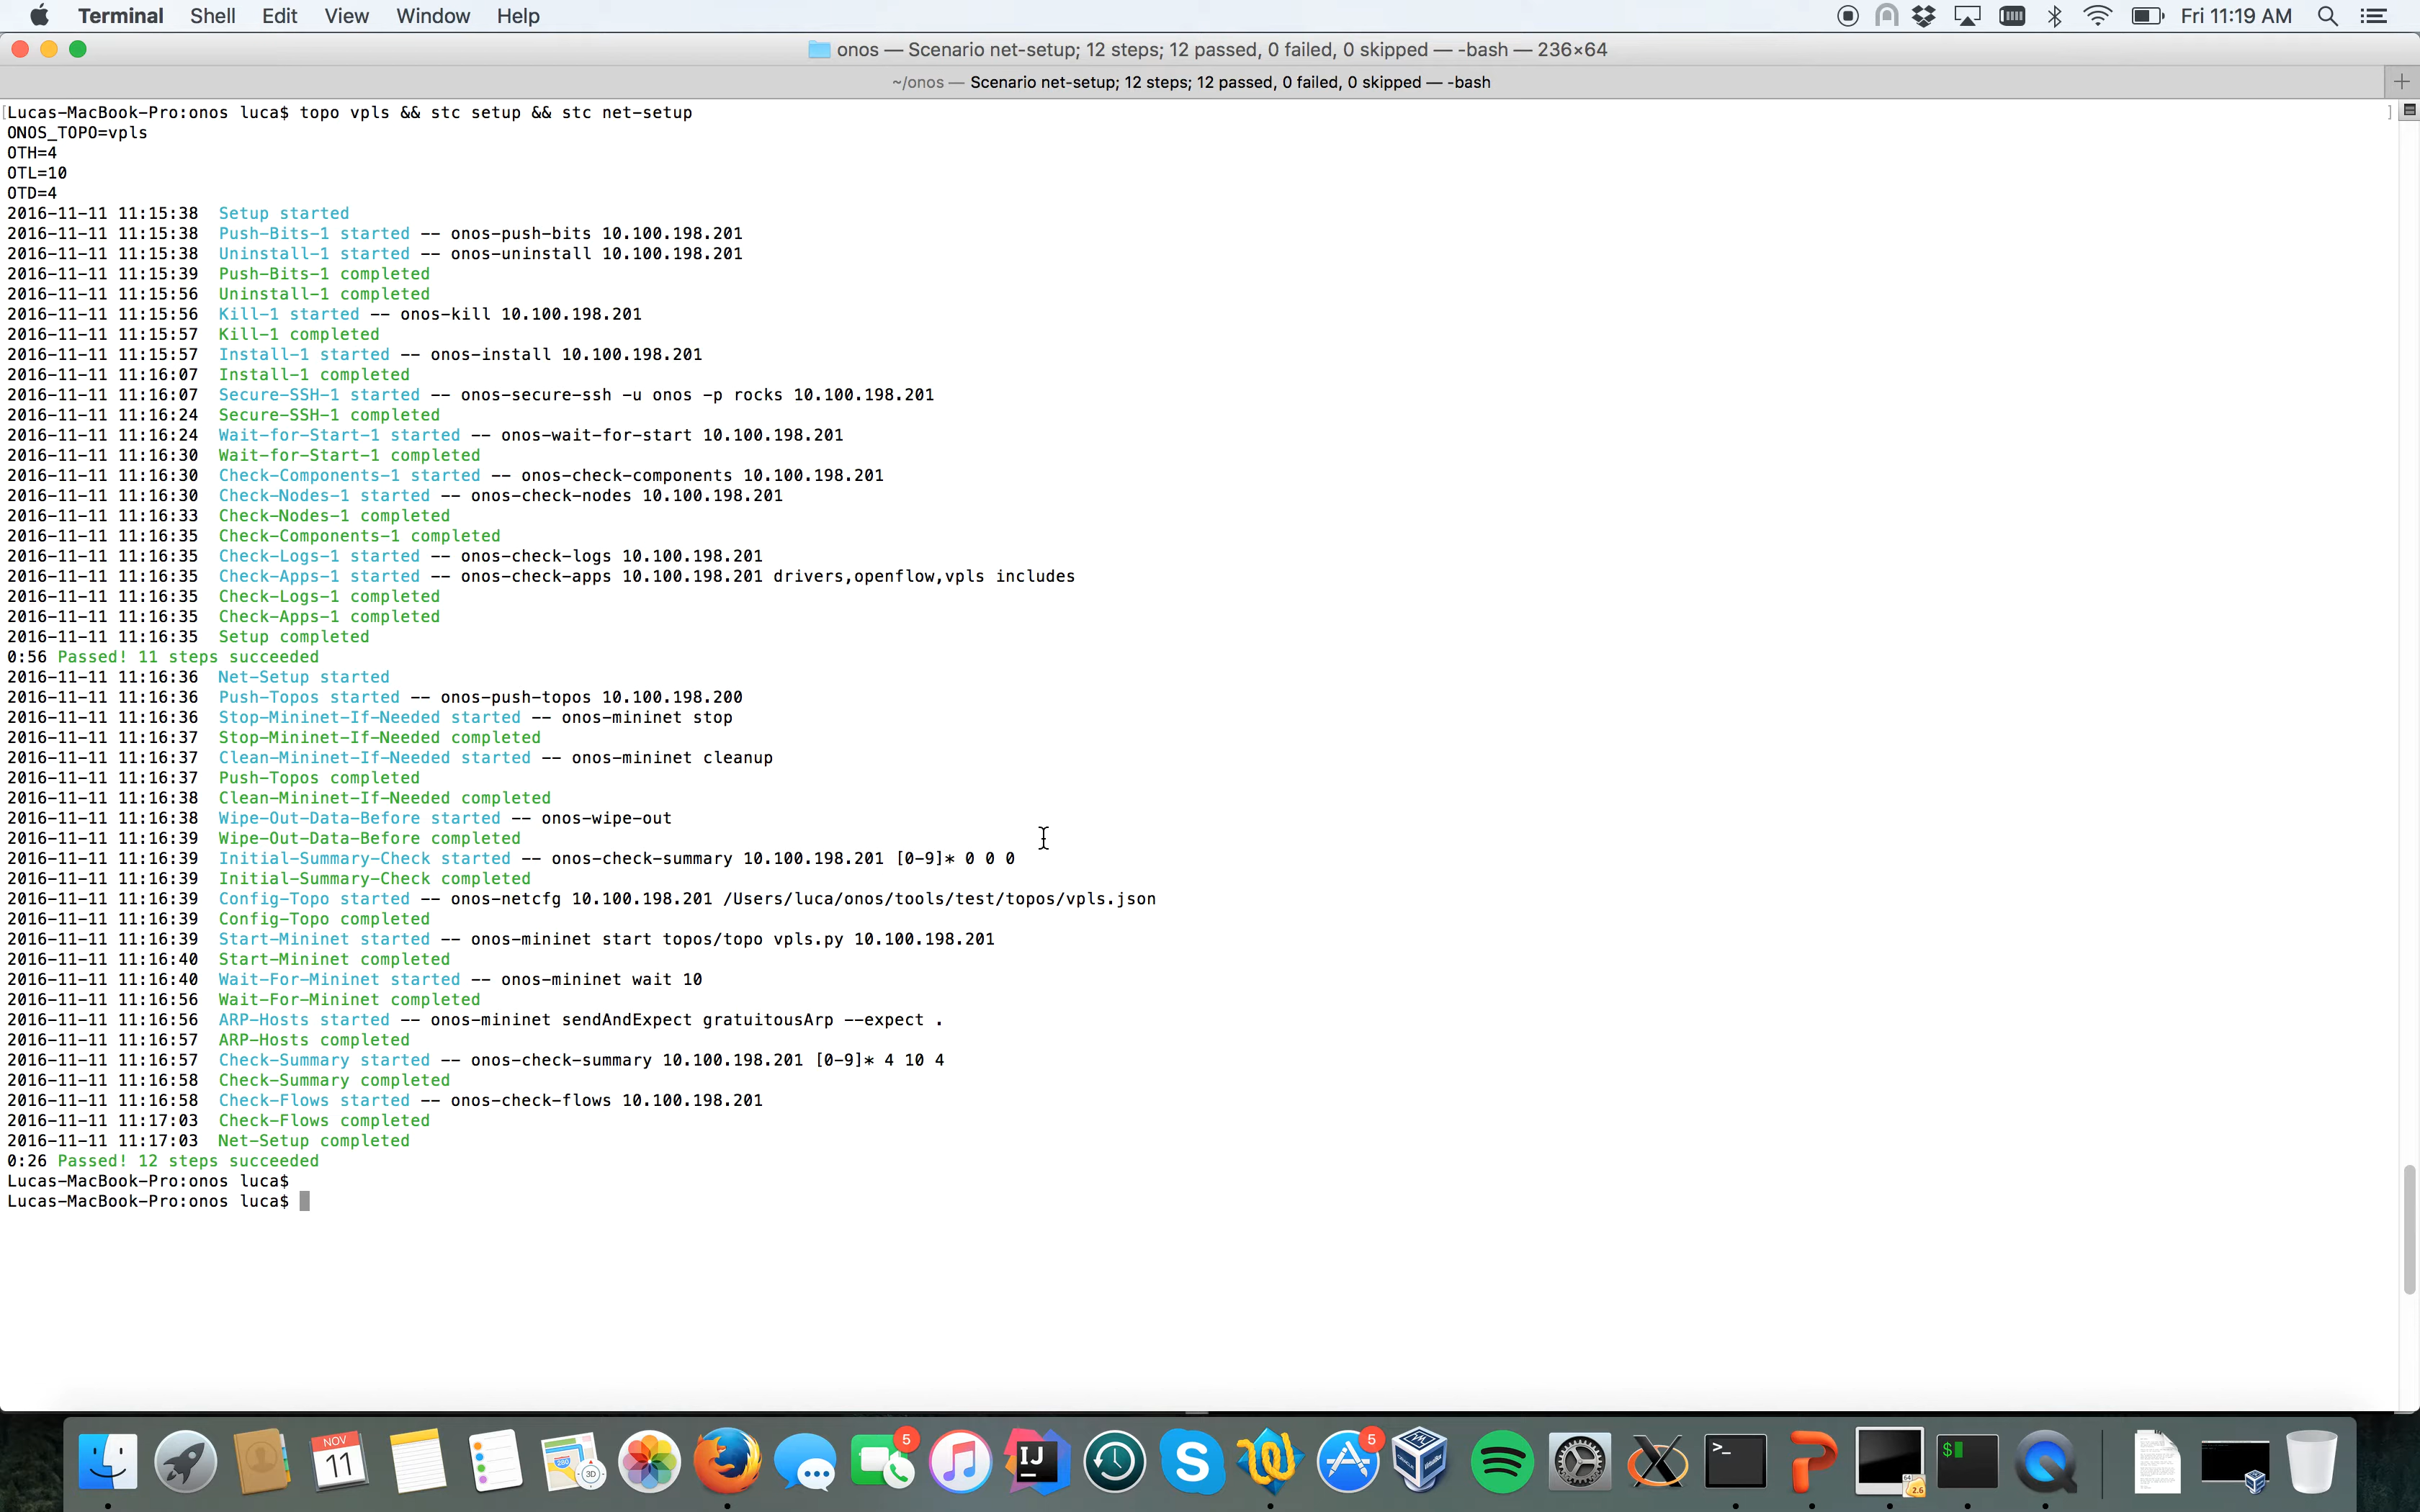 Terminal Shell Edit View Window Help Fri 11:19 AM
onos — Scenario net-setup; 12 steps; 12 passed, 0 failed, 0 skipped — -bash — 236×64
~/onos — Scenario net-setup; 12 steps; 12 passed, 0 failed, 0 skipped — -bash
[Lucas-MacBook-Pro:onos luca$ topo vpls && stc setup && stc net-setup ]
ONOS_TOPO=vpls
OTH=4
OTL=10
OTD=4
2016-11-11 11:15:38 Setup started
2016-11-11 11:15:38 Push-Bits-1 started -- onos-push-bits 10.100.198.201
2016-11-11 11:15:38 Uninstall-1 started -- onos-uninstall 10.100.198.201
2016-11-11 11:15:39 Push-Bits-1 completed
2016-11-11 11:15:56 Uninstall-1 completed
2016-11-11 11:15:56 Kill-1 started -- onos-kill 10.100.198.201
2016-11-11 11:15:57 Kill-1 completed
2016-11-11 11:15:57 Install-1 started -- onos-install 10.100.198.201
2016-11-11 11:16:07 Install-1 completed
2016-11-11 11:16:07 Secure-SSH-1 started -- onos-secure-ssh -u onos -p rocks 10.100.198.201
2016-11-11 11:16:24 Secure-SSH-1 completed
2016-11-11 11:16:24 Wait-for-Start-1 started -- onos-wait-for-start 10.100.198.201
2016-11-11 11:16:30 Wait-for-Start-1 completed
2016-11-11 11:16:30 Check-Components-1 started -- onos-check-components 10.100.198.201
2016-11-11 11:16:30 Check-Nodes-1 started -- onos-check-nodes 10.100.198.201
2016-11-11 11:16:33 Check-Nodes-1 completed
2016-11-11 11:16:35 Check-Components-1 completed
2016-11-11 11:16:35 Check-Logs-1 started -- onos-check-logs 10.100.198.201
2016-11-11 11:16:35 Check-Apps-1 started -- onos-check-apps 10.100.198.201 drivers,openflow,vpls includes
2016-11-11 11:16:35 Check-Logs-1 completed
2016-11-11 11:16:35 Check-Apps-1 completed
2016-11-11 11:16:35 Setup completed
0:56 Passed! 11 steps succeeded
2016-11-11 11:16:36 Net-Setup started
2016-11-11 11:16:36 Push-Topos started -- onos-push-topos 10.100.198.200
2016-11-11 11:16:36 Stop-Mininet-If-Needed started -- onos-mininet stop
2016-11-11 11:16:37 Stop-Mininet-If-Needed completed
2016-11-11 11:16:37 Clean-Mininet-If-Needed started -- onos-mininet cleanup
2016-11-11 11:16:37 Push-Topos completed
2016-11-11 11:16:38 Clean-Mininet-If-Needed completed
2016-11-11 11:16:38 Wipe-Out-Data-Before started -- onos-wipe-out
2016-11-11 11:16:39 Wipe-Out-Data-Before completed
2016-11-11 11:16:39 Initial-Summary-Check started -- onos-check-summary 10.100.198.201 [0-9]* 0 0 0
2016-11-11 11:16:39 Initial-Summary-Check completed
2016-11-11 11:16:39 Config-Topo started -- onos-netcfg 10.100.198.201 /Users/luca/onos/tools/test/topos/vpls.json
2016-11-11 11:16:39 Config-Topo completed
2016-11-11 11:16:39 Start-Mininet started -- onos-mininet start topos/topo vpls.py 10.100.198.201
2016-11-11 11:16:40 Start-Mininet completed
2016-11-11 11:16:40 Wait-For-Mininet started -- onos-mininet wait 10
2016-11-11 11:16:56 Wait-For-Mininet completed
2016-11-11 11:16:56 ARP-Hosts started -- onos-mininet sendAndExpect gratuitousArp --expect .
2016-11-11 11:16:57 ARP-Hosts completed
2016-11-11 11:16:57 Check-Summary started -- onos-check-summary 10.100.198.201 [0-9]* 4 10 4
2016-11-11 11:16:58 Check-Summary completed
2016-11-11 11:16:58 Check-Flows started -- onos-check-flows 10.100.198.201
2016-11-11 11:17:03 Check-Flows completed
2016-11-11 11:17:03 Net-Setup completed
0:26 Passed! 12 steps succeeded
Lucas-MacBook-Pro:onos luca$
Lucas-MacBook-Pro:onos luca$
NOV 11
3D
5
IJ
5
2.6